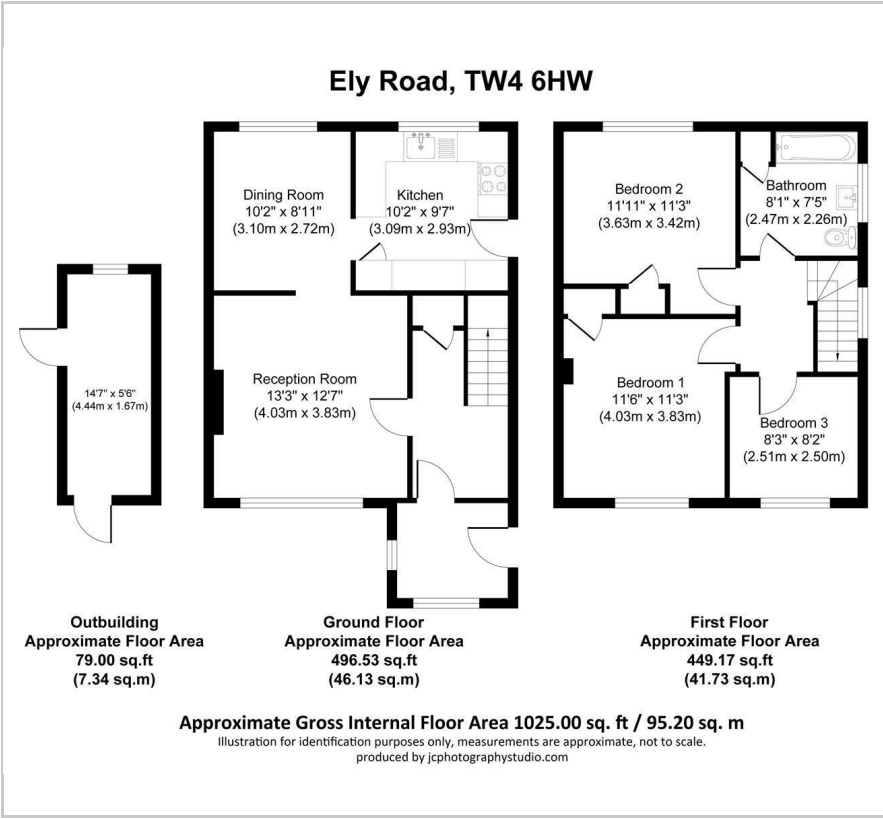 Ely Road, TW4 6HW
Dining Room
10'2" x 8'11"
(3.10m x 2.72m)
Kitchen
10'2" x 9'7"
(3.09m x 2.93m)
Bedroom 2
11'11" x 11'3"
(3.63m x 3.42m)
Bathroom
8'1" x 7'5"
(2.47m x 2.26m)
14'7" x 5'6"
(4.44m x 1.67m)
Reception Room
13'3" x 12'7"
(4.03m x 3.83m)
Bedroom 1
11'6" x 11'3"
(4.03m x 3.83m)
Bedroom 3
8'3" x 8'2"
(2.51m x 2.50m)
Outbuilding
Approximate Floor Area
79.00 sq.ft
(7.34 sq.m)
Ground Floor
Approximate Floor Area
496.53 sq.ft
(46.13 sq.m)
First Floor
Approximate Floor Area
449.17 sq.ft
(41.73 sq.m)
Approximate Gross Internal Floor Area 1025.00 sq. ft / 95.20 sq. m
Illustration for identification purposes only, measurements are approximate, not to scale.
produced by jcphotographystudio.com